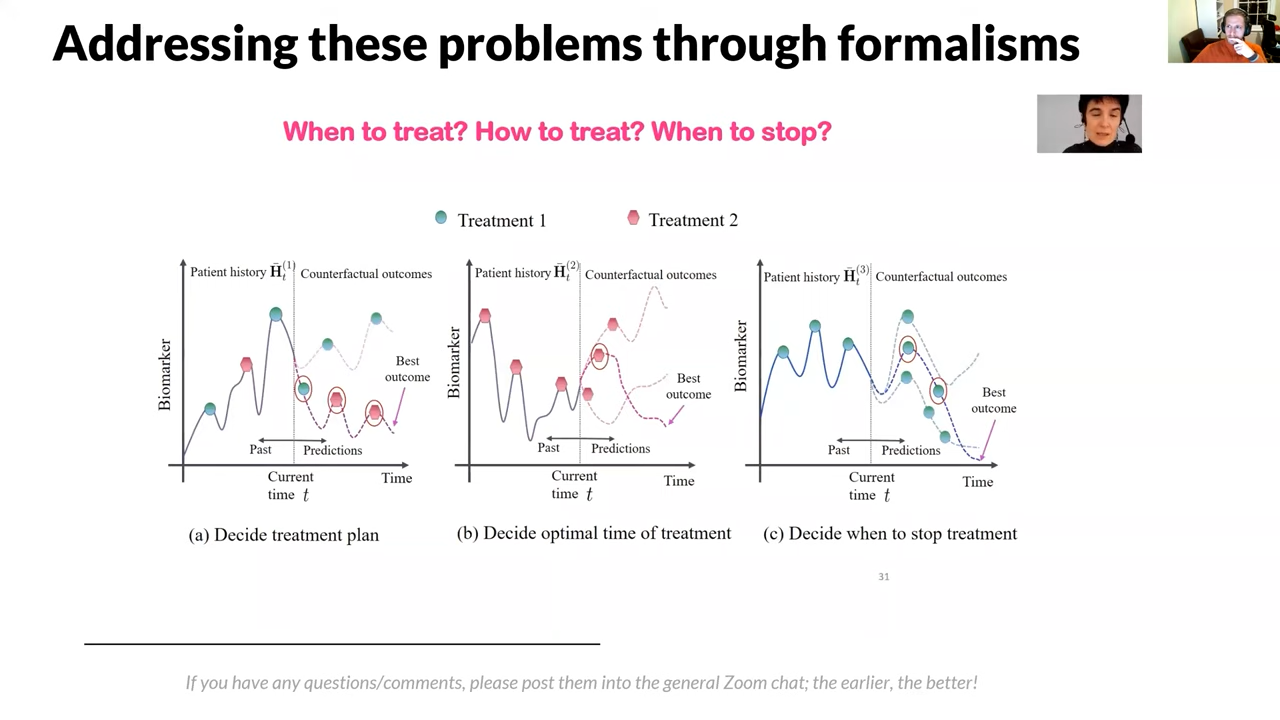 Addressing these problems through formalisms
When to treat? How to treat? When to stop?
Treatment 1
Treatment 2
Patient history H̄ₜ⁽¹⁾
Counterfactual outcomes
Biomarker
Best
outcome
Past
Predictions
Current
time t
Time
(a) Decide treatment plan
Patient history H̄ₜ⁽²⁾
Counterfactual outcomes
Biomarker
Best
outcome
Past
Predictions
Current
time t
Time
(b) Decide optimal time of treatment
Patient history H̄ₜ⁽³⁾
Counterfactual outcomes
Biomarker
Best
outcome
Past
Predictions
Current
time t
Time
(c) Decide when to stop treatment
31
If you have any questions/comments, please post them into the general Zoom chat; the earlier, the better!